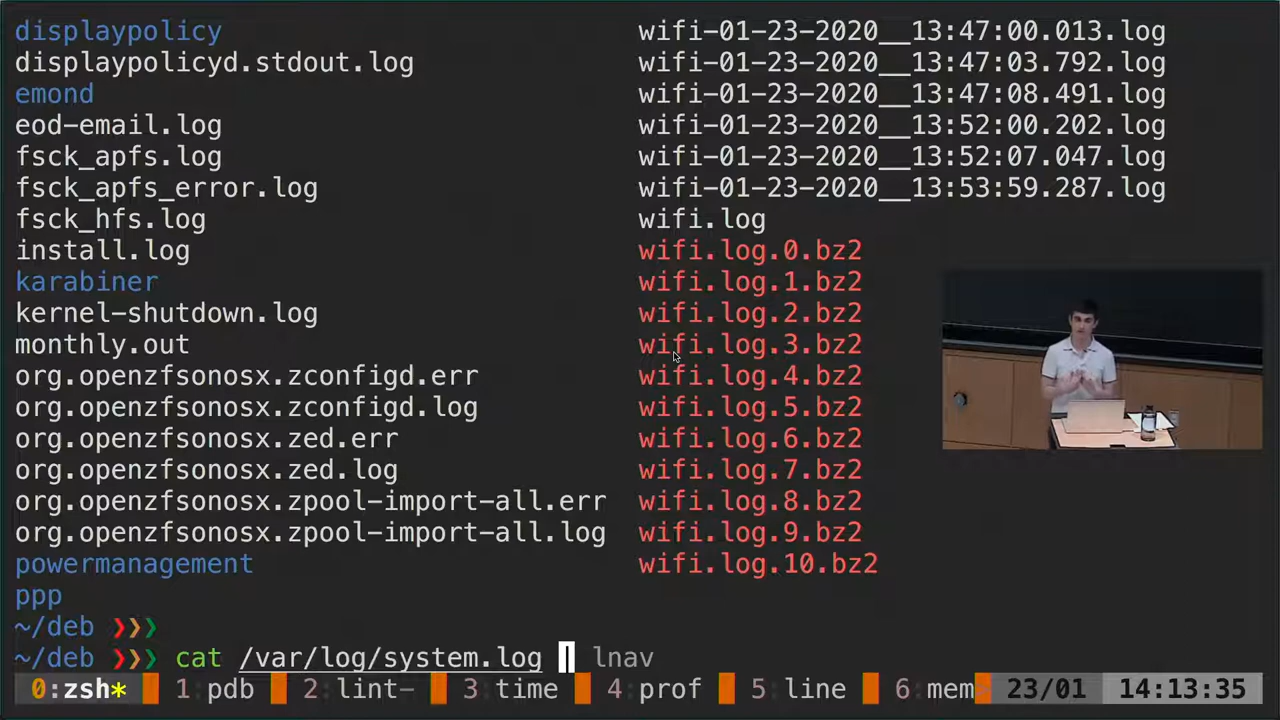 displaypolicy wifi-01-23-2020__13:47:00.013.log
displaypolicyd.stdout.log wifi-01-23-2020__13:47:03.792.log
emond wifi-01-23-2020__13:47:08.491.log
eod-email.log wifi-01-23-2020__13:52:00.202.log
fsck_apfs.log wifi-01-23-2020__13:52:07.047.log
fsck_apfs_error.log wifi-01-23-2020__13:53:59.287.log
fsck_hfs.log wifi.log
install.log wifi.log.0.bz2
karabiner wifi.log.1.bz2
kernel-shutdown.log wifi.log.2.bz2
monthly.out wifi.log.3.bz2
org.openzfsonosx.zconfigd.err wifi.log.4.bz2
org.openzfsonosx.zconfigd.log wifi.log.5.bz2
org.openzfsonosx.zed.err wifi.log.6.bz2
org.openzfsonosx.zed.log wifi.log.7.bz2
org.openzfsonosx.zpool-import-all.err wifi.log.8.bz2
org.openzfsonosx.zpool-import-all.log wifi.log.9.bz2
powermanagement wifi.log.10.bz2
ppp
~/deb ❯❯❯
~/deb ❯❯❯ cat /var/log/system.log | lnav
0:zsh* 1:pdb 2:lint- 3:time 4:prof 5:line 6:mem 23/01 14:13:35